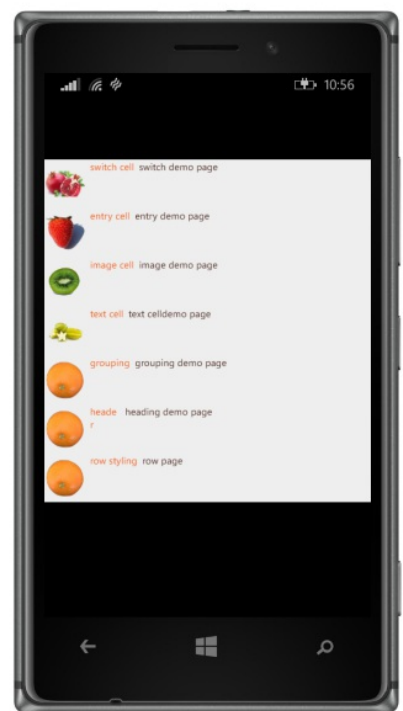 10:56
switch cell switch demo page
entry cell entry demo page
image cell image demo page
text cell text celldemo page
grouping grouping demo page
heade heading demo page
r
row styling row page